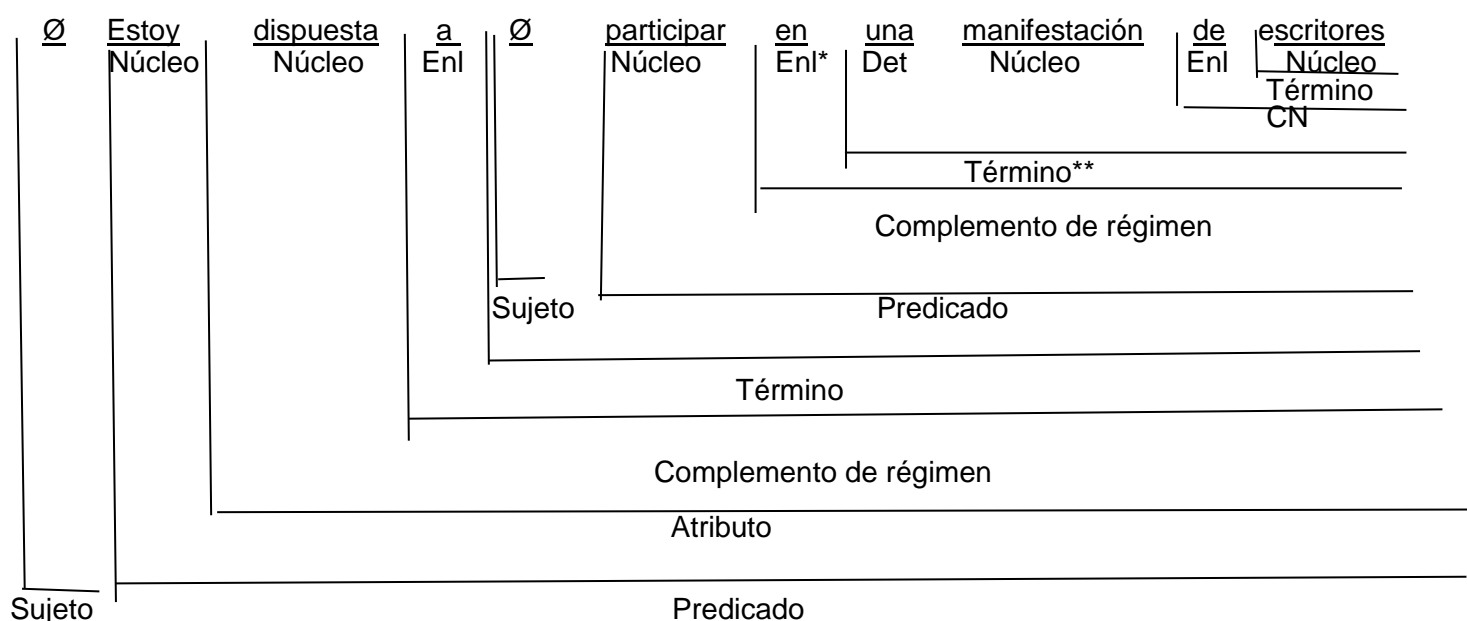 Ø Estoy dispuesta a Ø participar en una manifestación de escritores
Núcleo Núcleo Enl Núcleo Enl* Det Núcleo Enl Núcleo
Término
CN
Término**
Complemento de régimen
Sujeto Predicado
Término
Complemento de régimen
Atributo
Sujeto Predicado